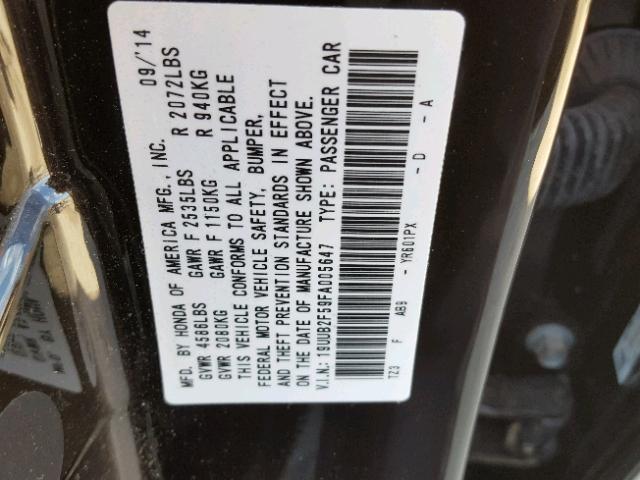 MFD. BY HONDA OF AMERICA MFG., INC. 09/'14
GVWR 4586LBS GAWR F 2535LBS R 2072LBS
GVWR 2080KG GAWR F 1150KG R 940KG
THIS VEHICLE CONFORMS TO ALL APPLICABLE
FEDERAL MOTOR VEHICLE SAFETY, BUMPER,
AND THEFT PREVENTION STANDARDS IN EFFECT
ON THE DATE OF MANUFACTURE SHOWN ABOVE.
V.I.N.: 19UUB2F59FA005647 TYPE: PASSENGER CAR
TZ3 F AB9 - YR601PX - D - A